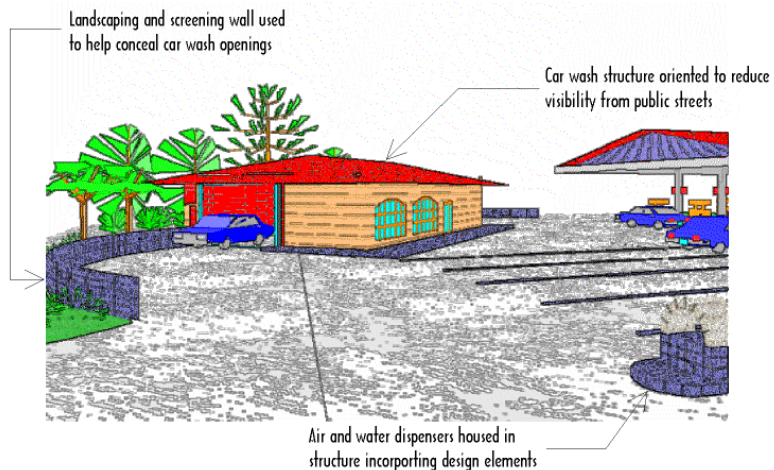 Landscaping and screening wall used
to help conceal car wash openings
Car wash structure oriented to reduce
visibility from public streets
Air and water dispensers housed in
structure incorporting design elements